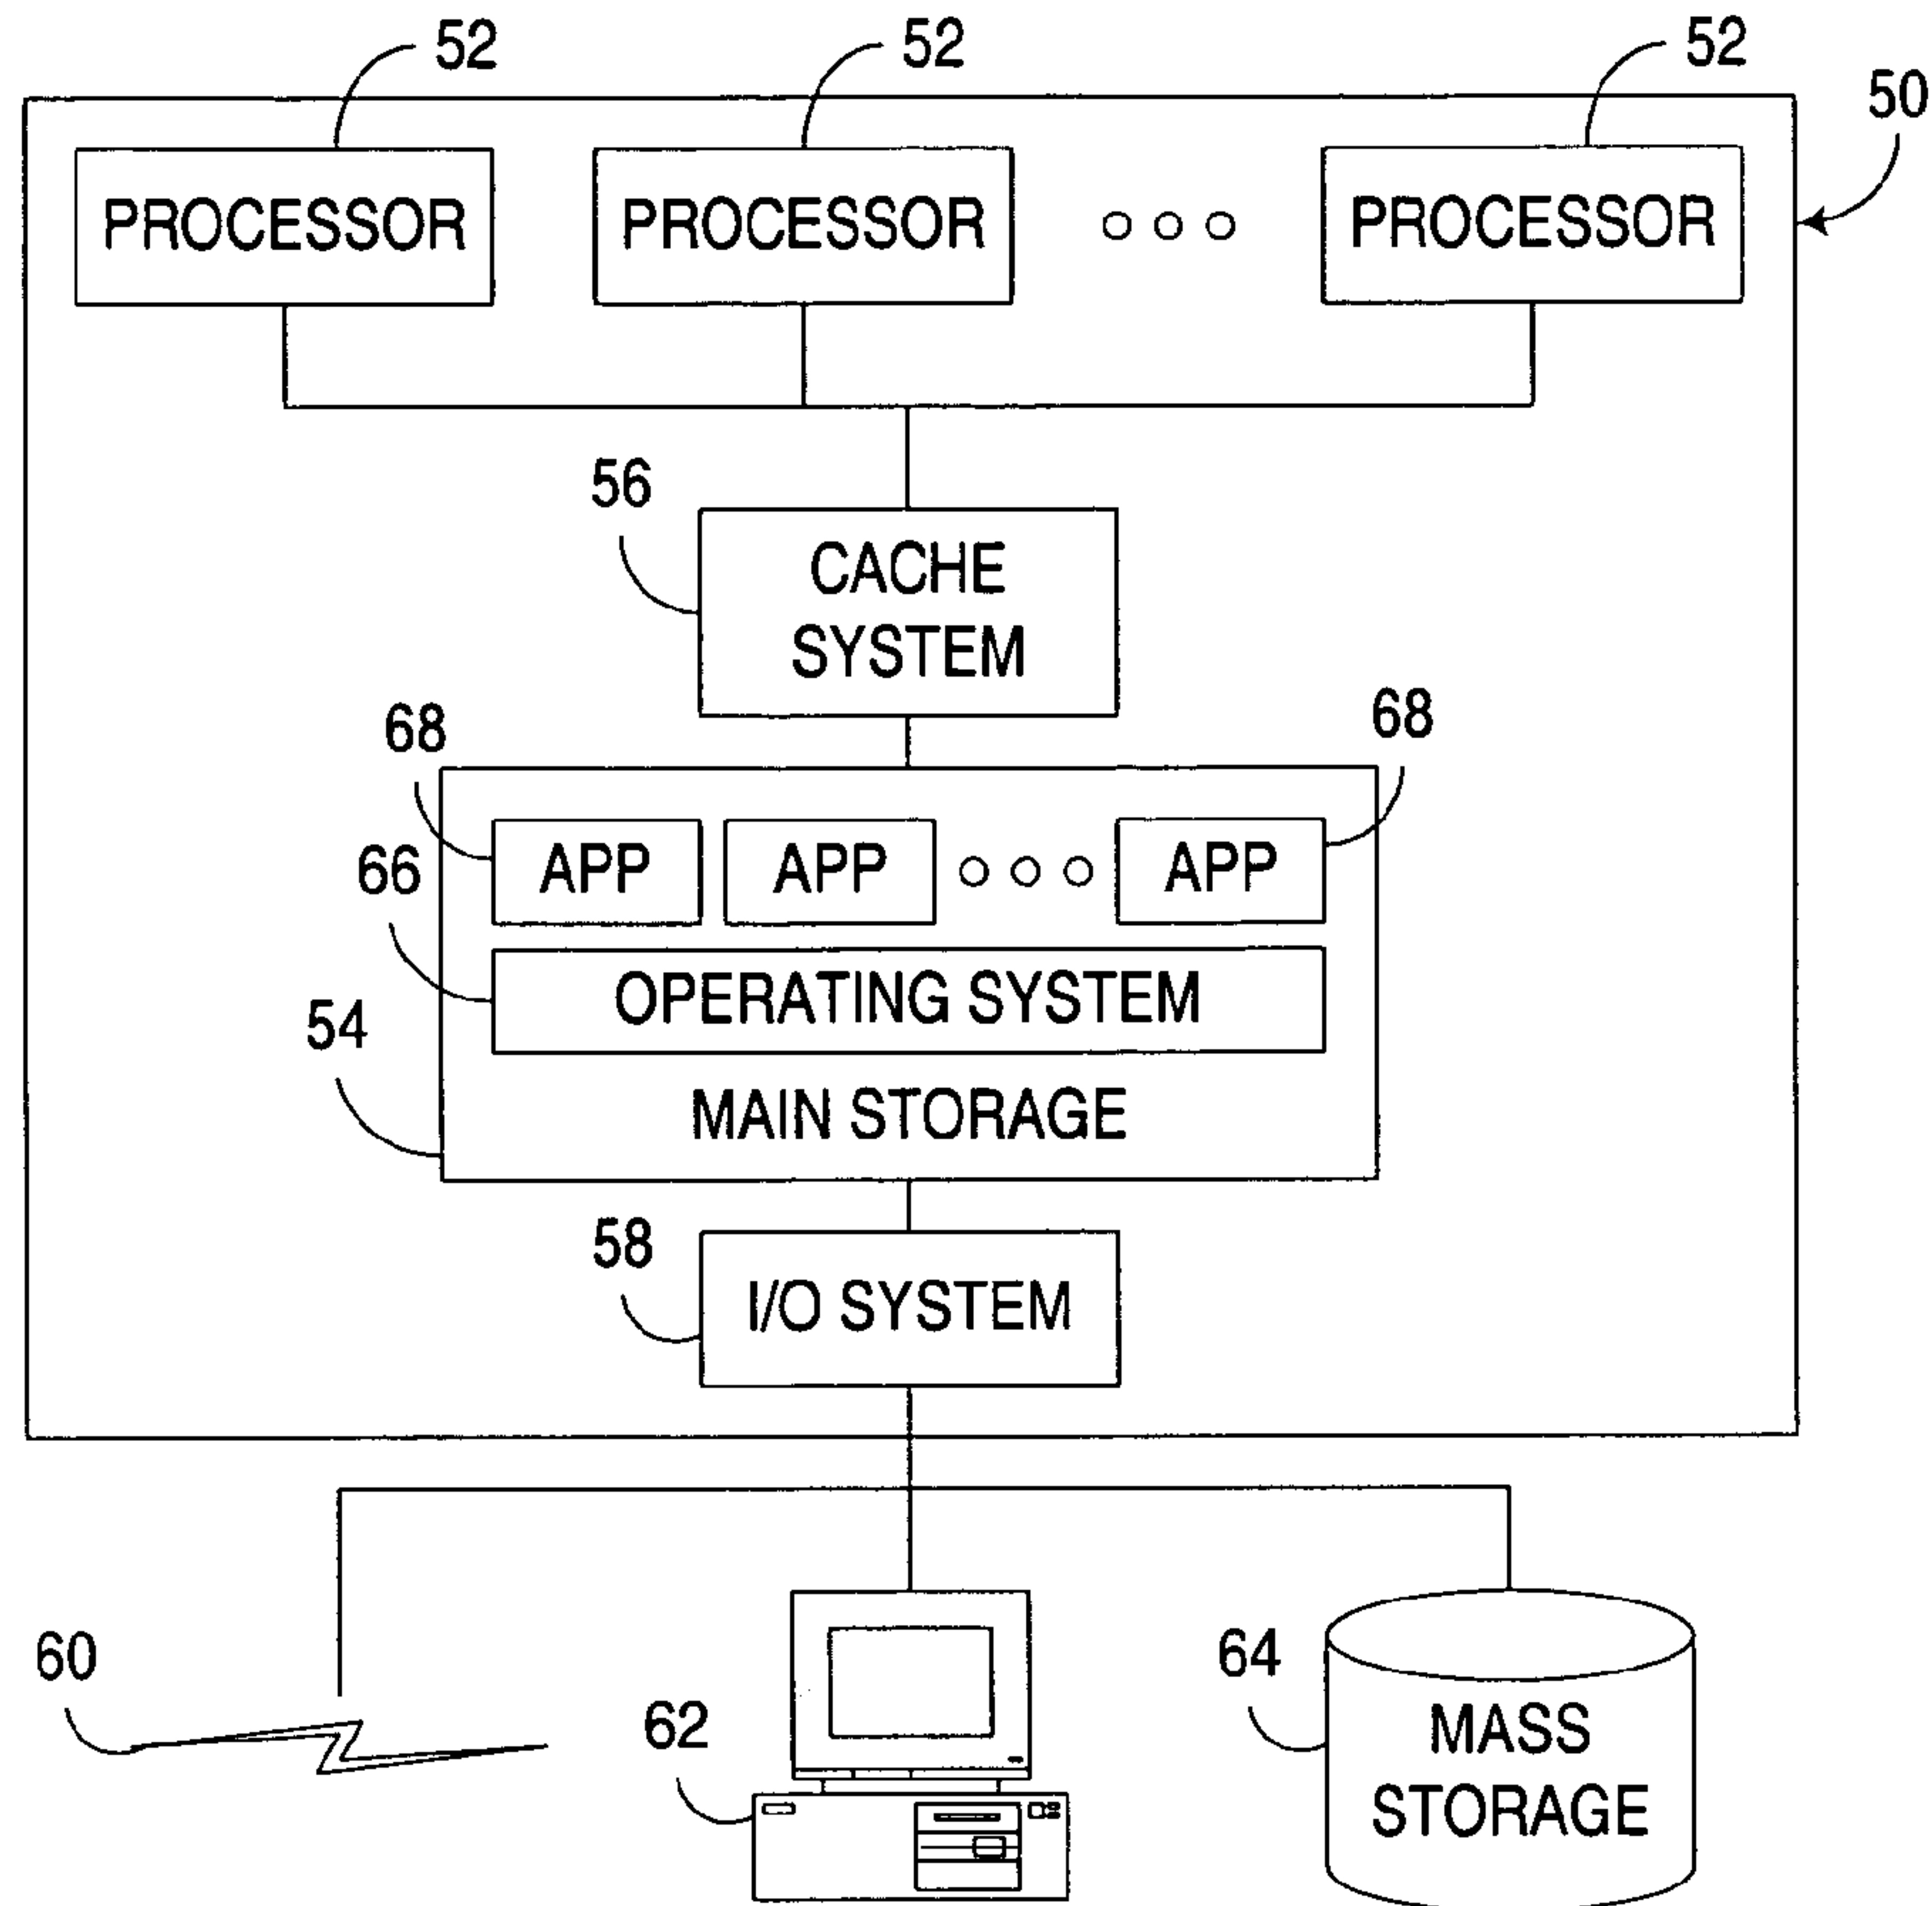 52 52 52
50
PROCESSOR PROCESSOR PROCESSOR
56
CACHE
SYSTEM
68 68
APP APP APP
66
OPERATING SYSTEM
54
MAIN STORAGE
58
I/O SYSTEM
60
62
64
MASS
STORAGE